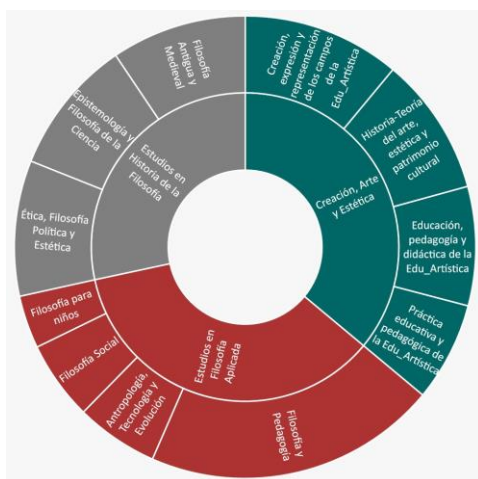 Creación,
expresión y
representación
de los campos
de la
Edu_Artística
Historia-Teoría
del arte,
estética y
patrimonio
cultural
Educación,
pedagogía y
didáctica de la
Edu_Artística
Práctica
educativa y
pedagógica de
la Edu_Artística
Creación, Arte
y Estética
Filosofía y
Pedagogía
Antropología,
Tecnología y
Evolución
Filosofía Social
Filosofía para
niños
Estudios en
Filosofía
Aplicada
Ética, Filosofía
Política y
Estética
Epistemología y
Filosofía de la
Ciencia
Filosofía
Antigua y
Medieval
Estudios en
Historia de la
Filosofía